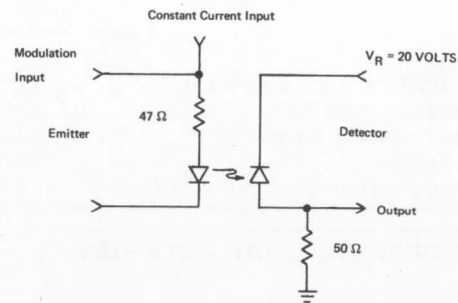 Constant Current Input
Modulation
Input
V_R = 20 VOLTS
47 Ω
Emitter
Detector
Output
50 Ω